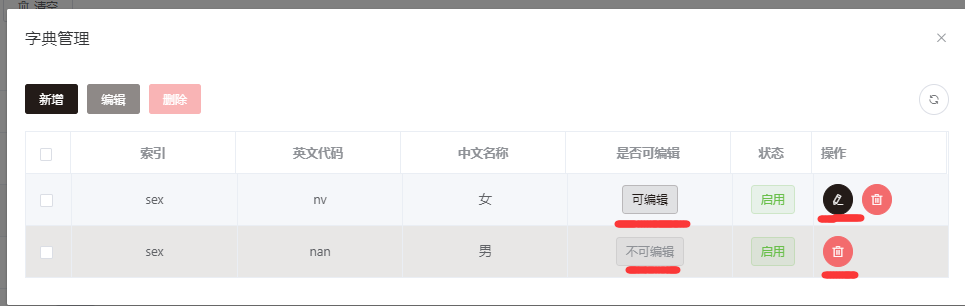 清空
字典管理
新增 编辑 删除
索引 英文代码 中文名称 是否可编辑 状态 操作
sex nv 女 可编辑 启用
sex nan 男 不可编辑 启用